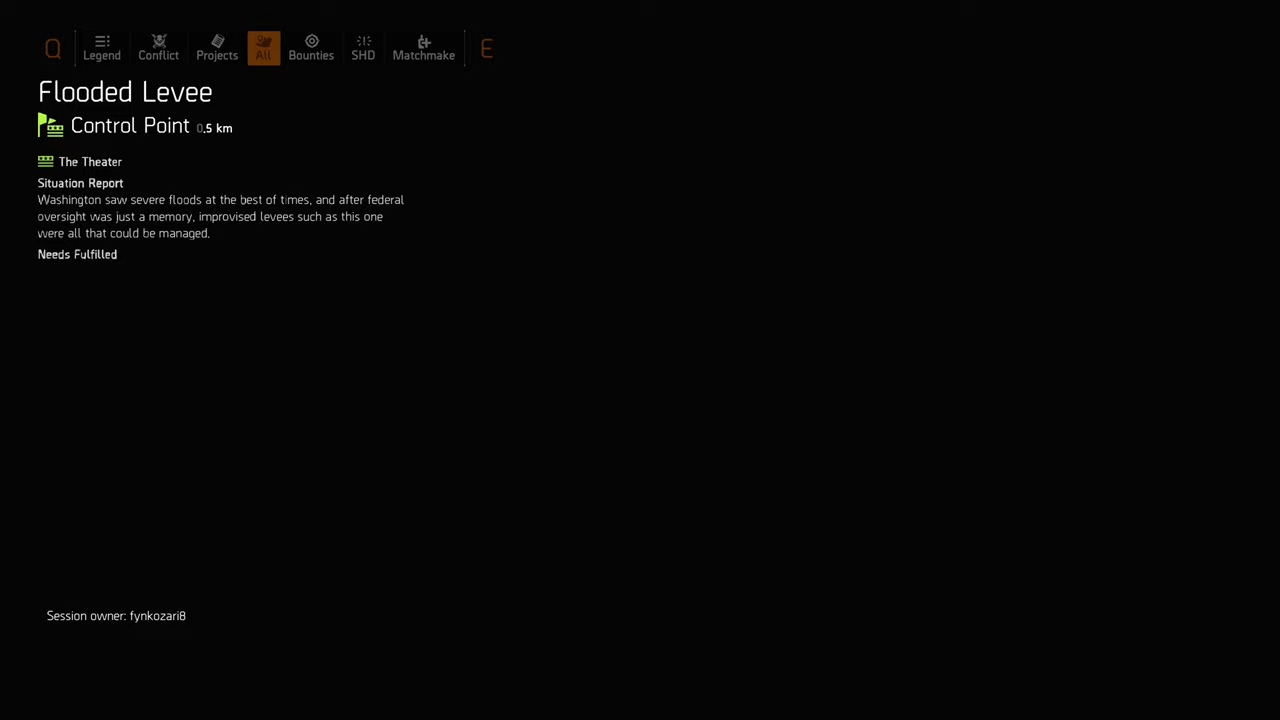 Q Legend Conflict Projects All Bounties SHD Matchmake E
Flooded Levee
Control Point 0.5 km
The Theater
Situation Report
Washington saw severe floods at the best of times, and after federal
oversight was just a memory, improvised levees such as this one
were all that could be managed.
Needs Fulfilled
Session owner: fynkozari8